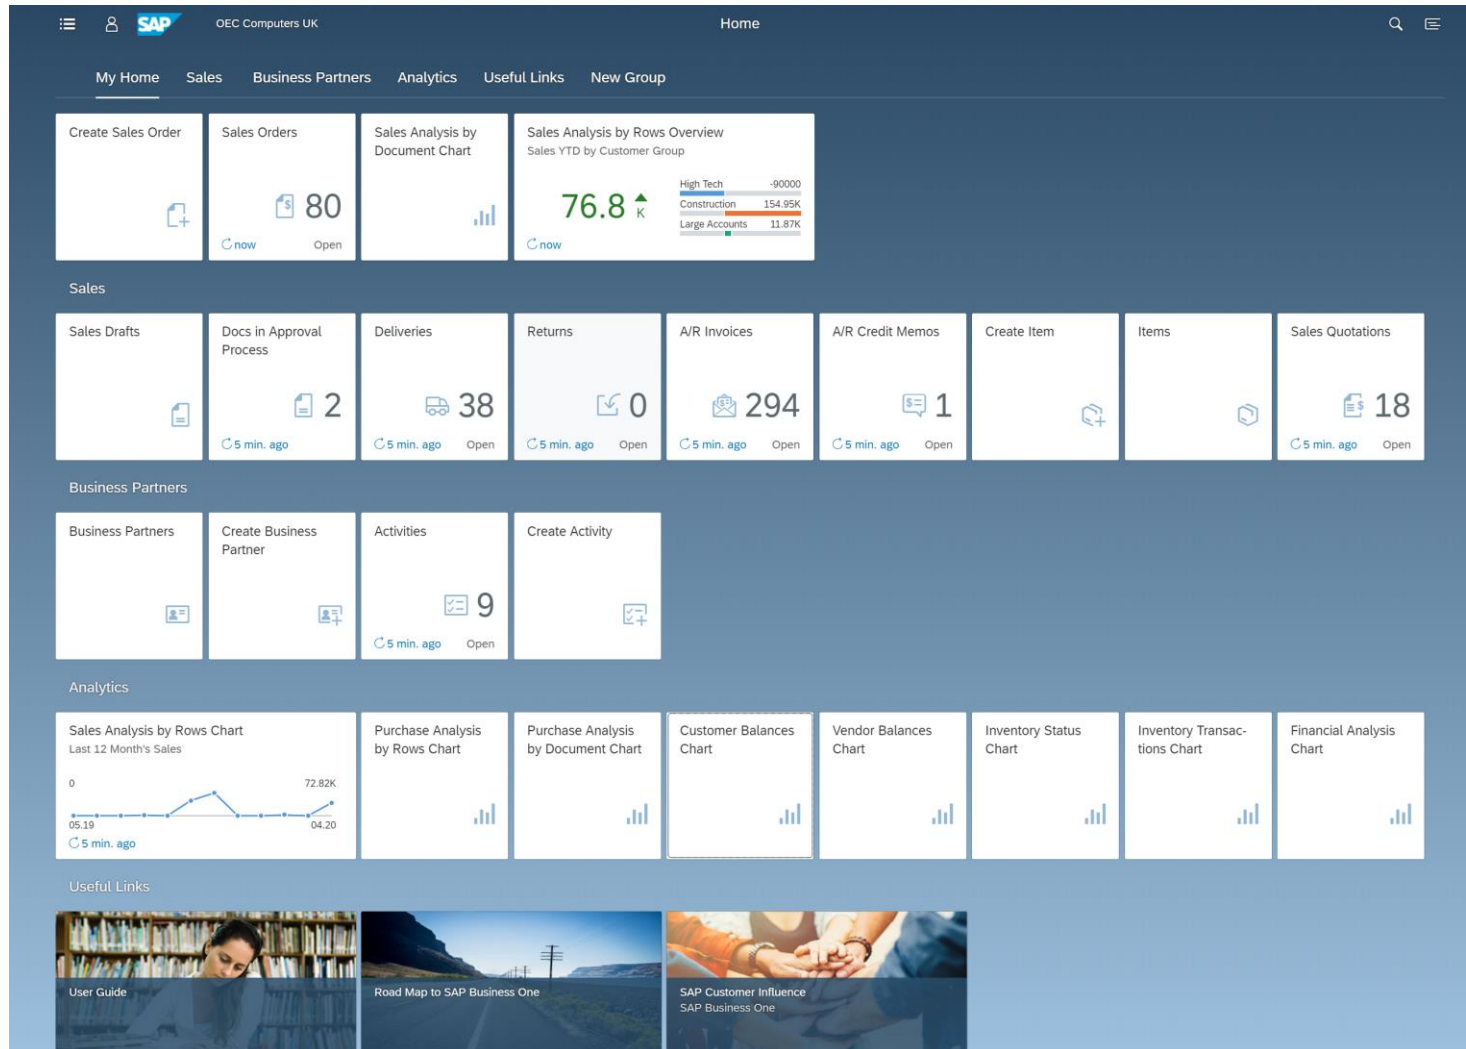 SAP
OEC Computers UK
Home
My Home
Sales
Business Partners
Analytics
Useful Links
New Group
Create Sales Order
Sales Orders
80
now
Open
Sales Analysis by
Document Chart
Sales Analysis by Rows Overview
Sales YTD by Customer Group
76.8
K
now
High Tech -90000
Construction 154.95K
Large Accounts 11.87K
Sales
Sales Drafts
Docs in Approval
Process
2
5 min. ago
Deliveries
38
5 min. ago
Open
Returns
0
5 min. ago
Open
A/R Invoices
294
5 min. ago
Open
A/R Credit Memos
1
5 min. ago
Open
Create Item
Items
Sales Quotations
18
5 min. ago
Open
Business Partners
Business Partners
Create Business
Partner
Activities
9
5 min. ago
Open
Create Activity
Analytics
Sales Analysis by Rows Chart
Last 12 Month's Sales
0
72.82K
05.19
04.20
5 min. ago
Purchase Analysis
by Rows Chart
Purchase Analysis
by Document Chart
Customer Balances
Chart
Vendor Balances
Chart
Inventory Status
Chart
Inventory Transac-
tions Chart
Financial Analysis
Chart
Useful Links
User Guide
Road Map to SAP Business One
SAP Customer Influence
SAP Business One